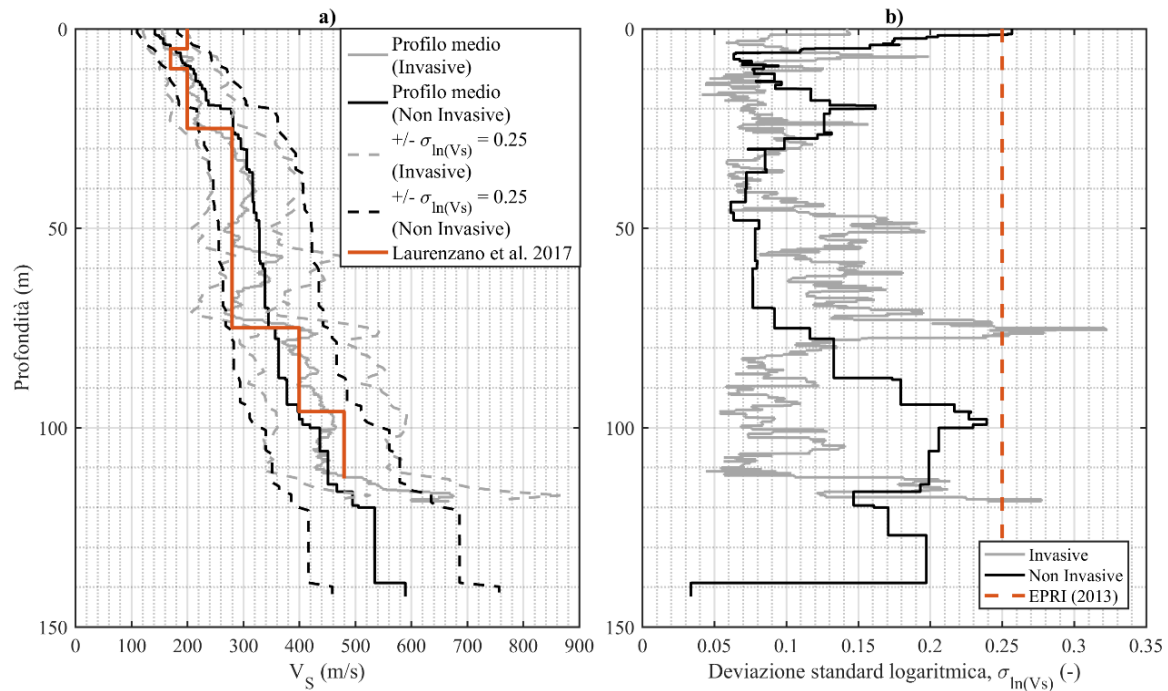 a)
0
50
100
150
Profondità (m)
0
100
200
300
400
500
600
700
800
900
V_S (m/s)
Profilo medio
(Invasive)
Profilo medio
(Non Invasive)
+/- σ_ln(Vs) = 0.25
(Invasive)
+/- σ_ln(Vs) = 0.25
(Non Invasive)
Laurenzano et al. 2017
b)
0
50
100
150
0
0.05
0.1
0.15
0.2
0.25
0.3
0.35
Deviazione standard logaritmica, σ_ln(Vs) (-)
Invasive
Non Invasive
EPRI (2013)